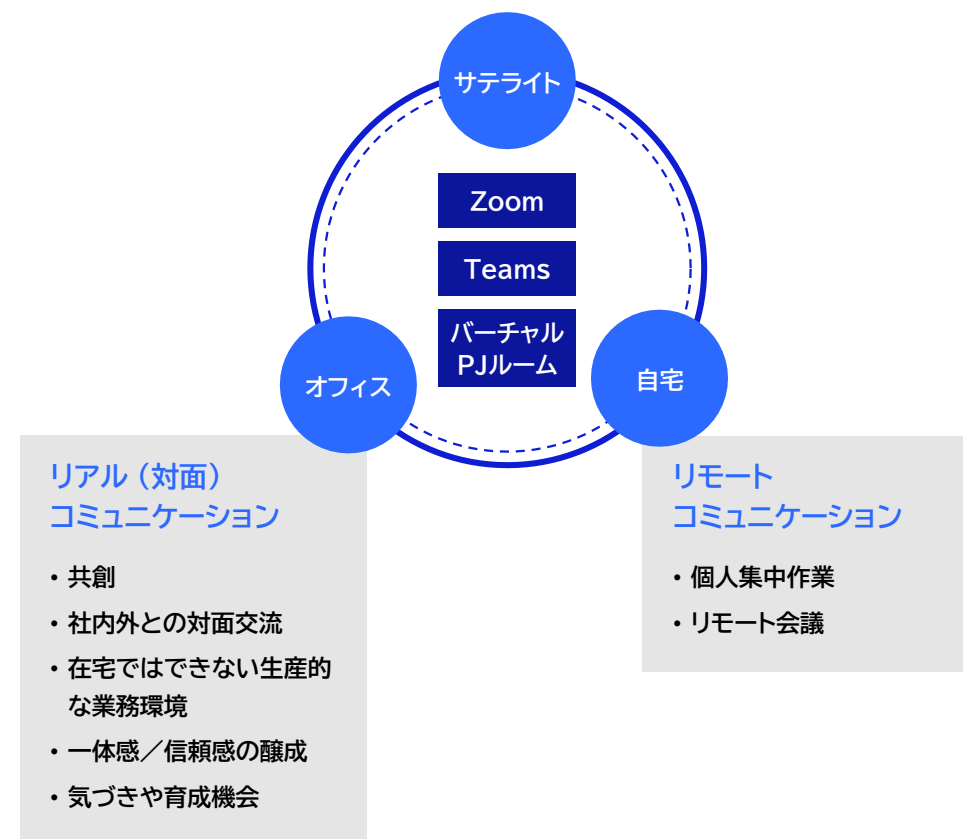 サテライト
Zoom
Teams
バーチャル
PJルーム
オフィス
自宅
リアル（対面）
コミュニケーション
・共創
・社内外との対面交流
・在宅ではできない生産的
な業務環境
・一体感／信頼感の醸成
・気づきや育成機会
リモート
コミュニケーション
・個人集中作業
・リモート会議